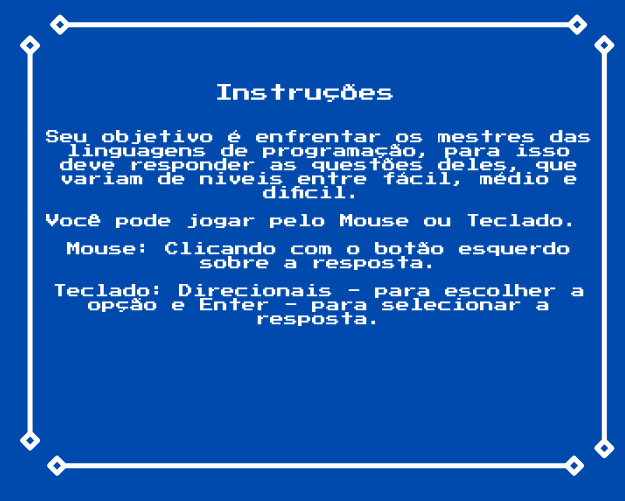 Instruções
Seu objetivo é enfrentar os mestres das
linguagens de programação, para isso
deve responder as questões deles, que
variam de niveis entre fácil, médio e
dificil.
Você pode jogar pelo Mouse ou Teclado.
Mouse: Clicando com o botão esquerdo
sobre a resposta.
Teclado: Direcionais - para escolher a
opção e Enter - para selecionar a
resposta.